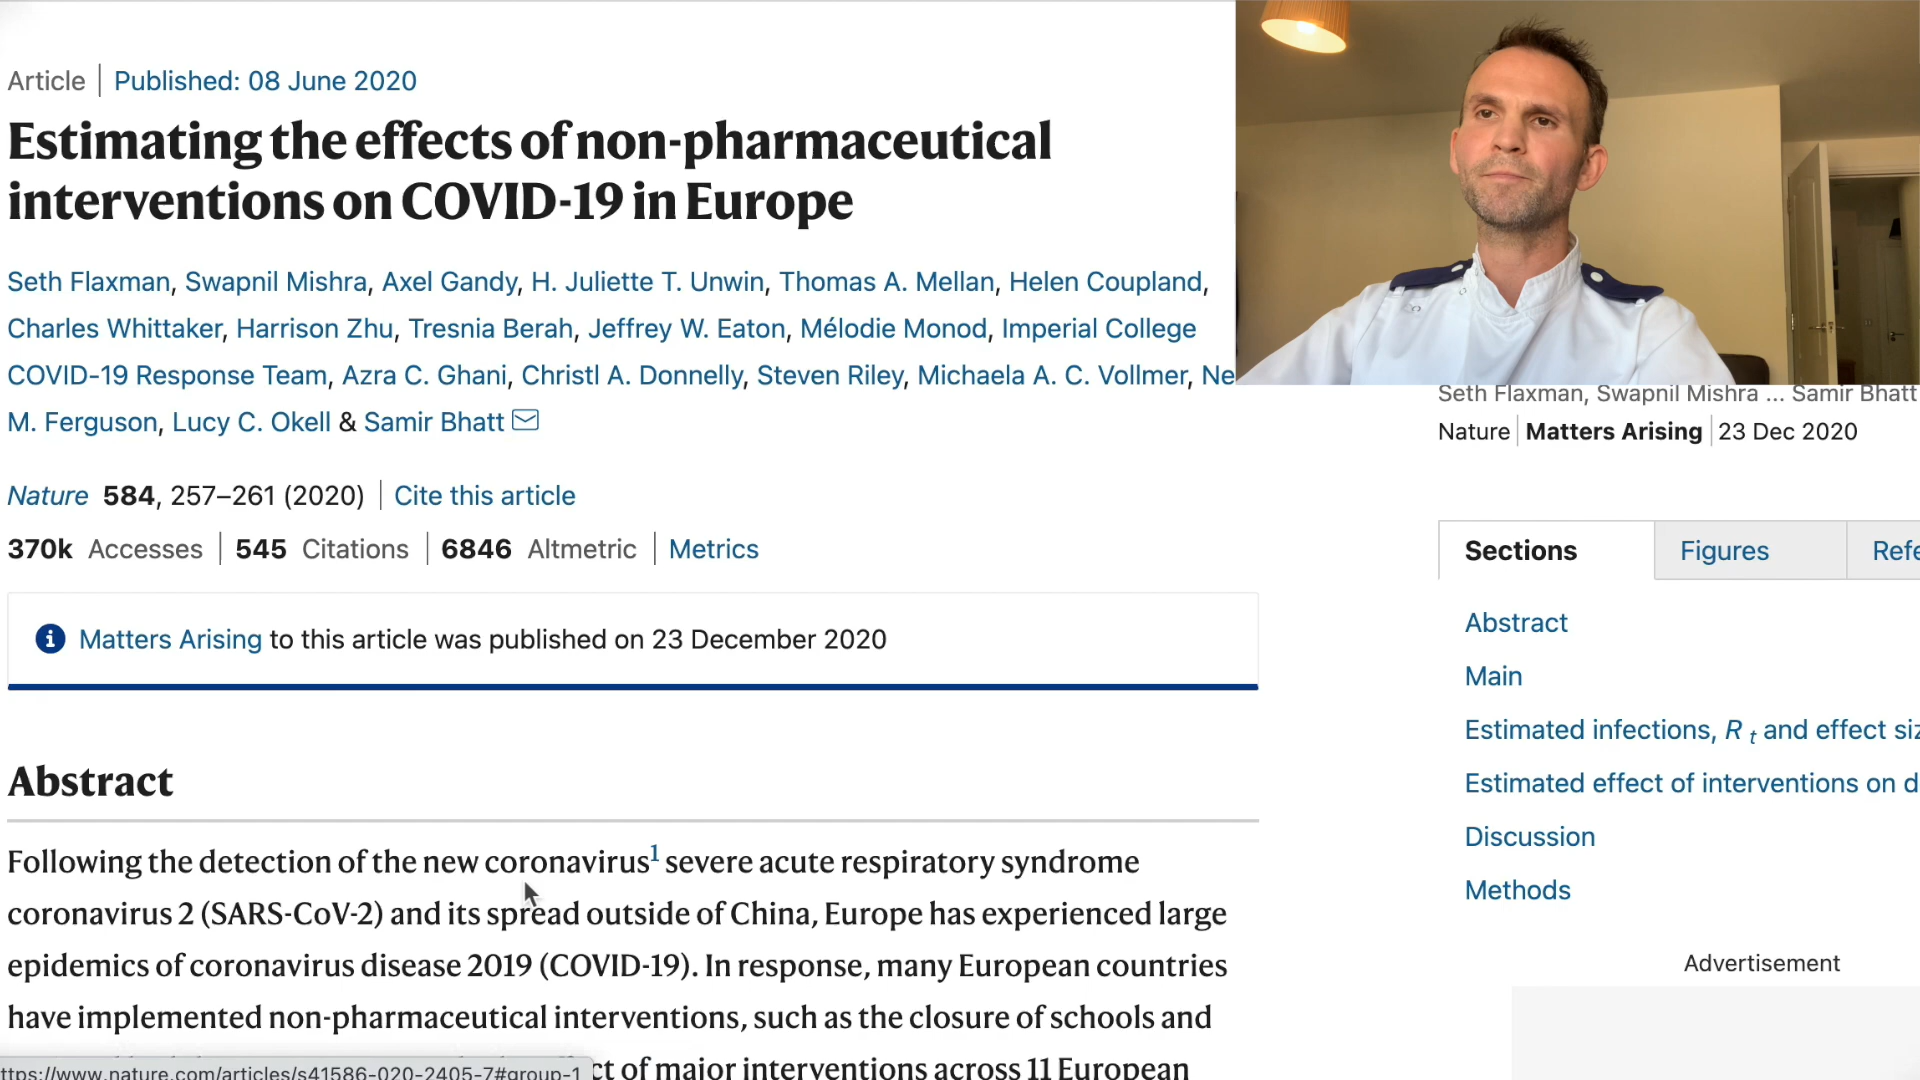 Article | Published: 08 June 2020
Estimating the effects of non-pharmaceutical
interventions on COVID-19 in Europe
Seth Flaxman, Swapnil Mishra, Axel Gandy, H. Juliette T. Unwin, Thomas A. Mellan, Helen Coupland,
Charles Whittaker, Harrison Zhu, Tresnia Berah, Jeffrey W. Eaton, Mélodie Monod, Imperial College
COVID-19 Response Team, Azra C. Ghani, Christl A. Donnelly, Steven Riley, Michaela A. C. Vollmer, Ne
M. Ferguson, Lucy C. Okell & Samir Bhatt
Nature 584, 257–261 (2020) | Cite this article
370k Accesses | 545 Citations | 6846 Altmetric | Metrics
Matters Arising to this article was published on 23 December 2020
Abstract
Following the detection of the new coronavirus1 severe acute respiratory syndrome
coronavirus 2 (SARS-CoV-2) and its spread outside of China, Europe has experienced large
epidemics of coronavirus disease 2019 (COVID-19). In response, many European countries
have implemented non-pharmaceutical interventions, such as the closure of schools and
ct of major interventions across 11 European
ttps://www.nature.com/articles/s41586-020-2405-7#group-1
Seth Flaxman, Swapnil Mishra ... Samir Bhatt
Nature | Matters Arising | 23 Dec 2020
Sections Figures Refe
Abstract
Main
Estimated infections, R t and effect siz
Estimated effect of interventions on d
Discussion
Methods
Advertisement